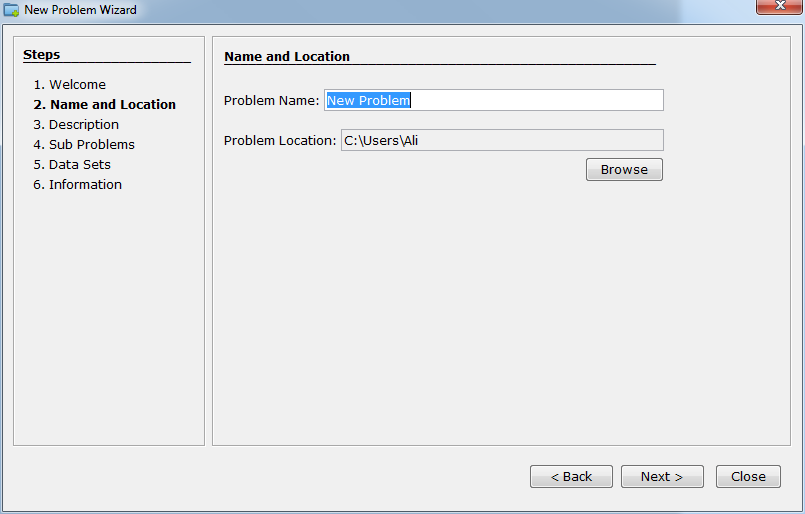 New Problem Wizard
Steps
1. Welcome
2. Name and Location
3. Description
4. Sub Problems
5. Data Sets
6. Information
Name and Location
Problem Name: New Problem
Problem Location: C:\Users\Ali
Browse
< Back Next > Close